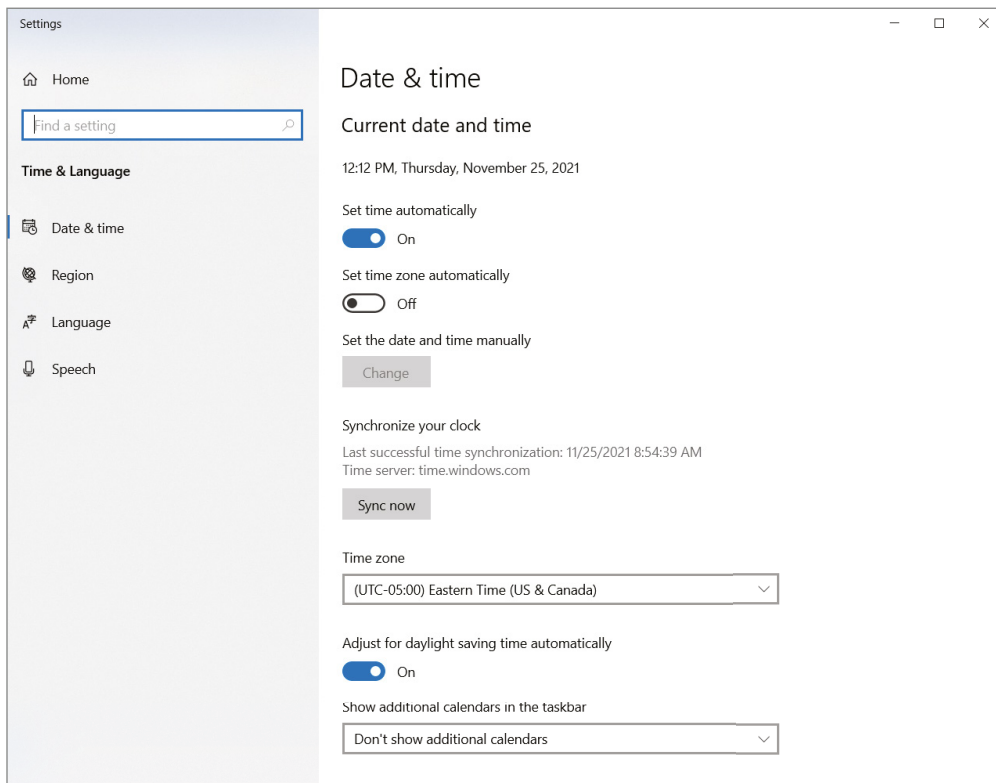 Settings
Home
Find a setting
Time & Language
Date & time
Region
Language
Speech
Date & time
Current date and time
12:12 PM, Thursday, November 25, 2021
Set time automatically
On
Set time zone automatically
Off
Set the date and time manually
Change
Synchronize your clock
Last successful time synchronization: 11/25/2021 8:54:39 AM
Time server: time.windows.com
Sync now
Time zone
(UTC-05:00) Eastern Time (US & Canada)
Adjust for daylight saving time automatically
On
Show additional calendars in the taskbar
Don't show additional calendars